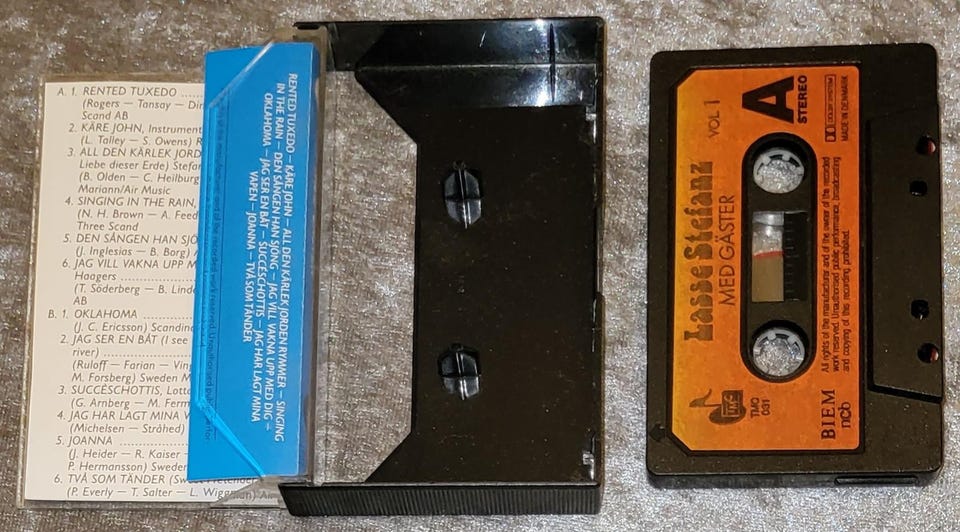 A. 1. RENTED TUXEDO
(Rogers — Tansay —
Scand AB
2. KÄRE JOHN, Instrument
(L. Talley — S. Owens)
3. ALL DEN KÄRLEK JORD
Liebe dieser Erde) Stefan
(B. Olden — C. Heilburg
Mariann/Air Music
4. SINGING IN THE RAIN,
(N. H. Brown — A. Feed
Three Scand
5. DEN SÅNGEN HAN SJÖ
(J. Inglesias — B. Borg)
6. JAG VILL VAKNA UPP M
Haagers
(T. Söderberg — B. Linde
AB
B. 1. OKLAHOMA
(J. C. Ericsson) Scandin
2. JAG SER EN BÅT (I see
river)
(Ruloff — Farian — Ving
M. Forsberg) Sweden M
3. SUCCÉSCHOTTIS, Lotta
(G. Arnberg — M. Ferm
4. JAG HAR LAGT MINA V
(Michelsen — Stråhed)
5. JOANNA
(J. Heider — R. Kaiser —
P. Hermansson) Sweden
6. TVÅ SOM TÄNDER (Sweet Pretender)
(P. Everly — T. Salter — L. Wiggman)
RENTED TUXEDO — KÄRE JOHN — ALL DEN KÄRLEK JORDEN RYMMER — SINGING
IN THE RAIN — DEN SÅNGEN HAN SJÖNG — JAG VILL VAKNA UPP MED DIG —
OKLAHOMA — JAG SER EN BÅT — SUCCÉSCHOTTIS — JAG HAR LAGT MINA
VAPEN — JOANNA — TVÅ SOM TÄNDER
Lasse Stefanz VOL 1
MED GÄSTER
A
STEREO
DOLBY SYSTEM
MADE IN DENMARK
TMC
TMO
031
BIEM
ncb
All rights of the manufacturer and of the owner of the recorded
work reserved. Unauthorised public performance, broadcasting
and copying of this recording prohibited.